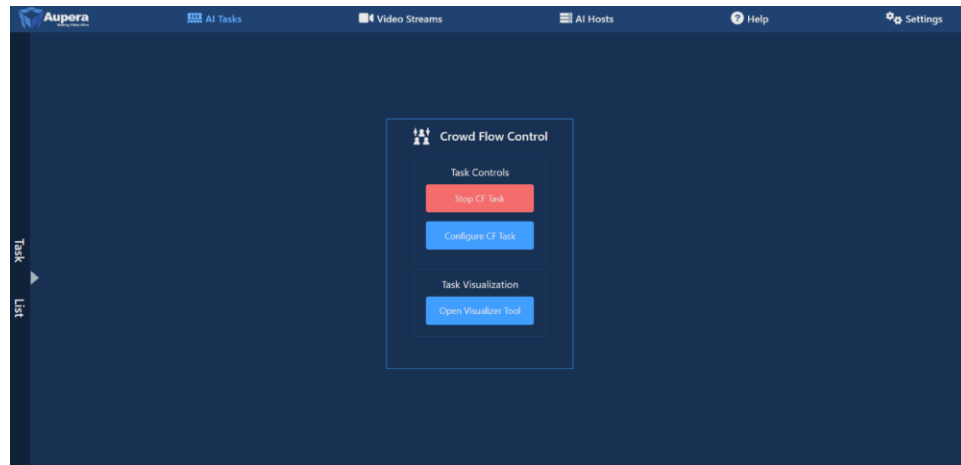 Aupera
AI Tasks
Video Streams
AI Hosts
Help
Settings
Crowd Flow Control
Task Controls
Stop CF Task
Configure CF Task
Task Visualization
Open Visualizer Tool
Task List